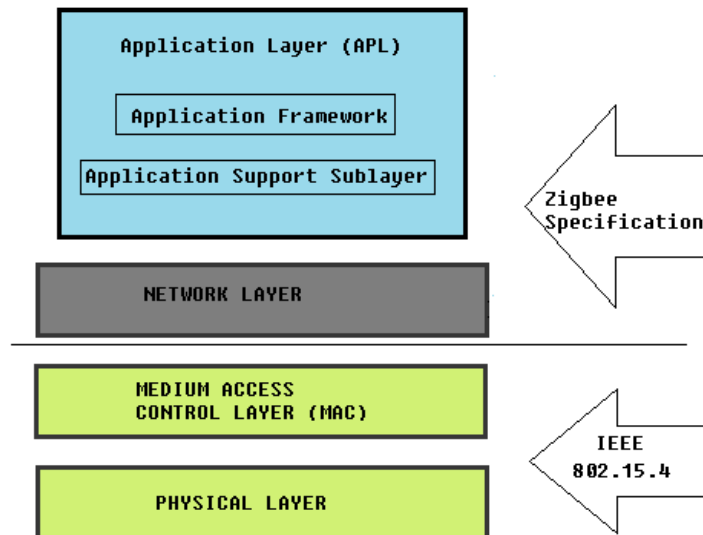 Application Layer (APL)
Application Framework
Application Support Sublayer
Zigbee
Specification
NETWORK LAYER
MEDIUM ACCESS
CONTROL LAYER (MAC)
IEEE
802.15.4
PHYSICAL LAYER